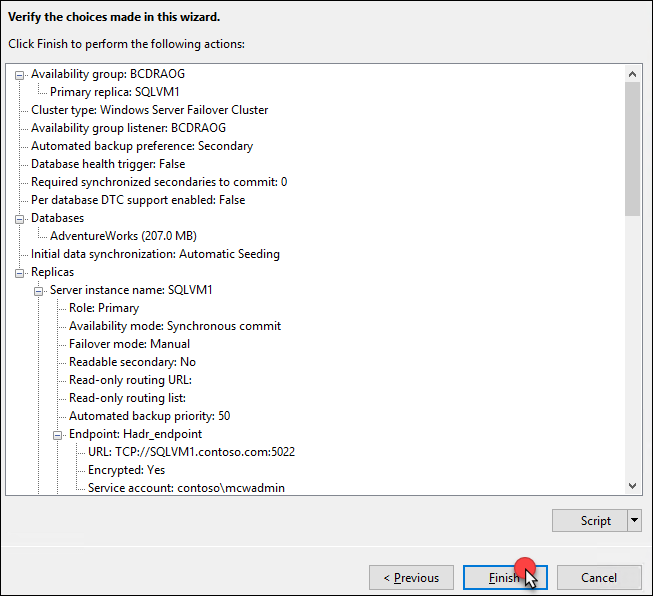 Verify the choices made in this wizard.
Click Finish to perform the following actions:
Availability group: BCDRAOG
Primary replica: SQLVM1
Cluster type: Windows Server Failover Cluster
Availability group listener: BCDRAOG
Automated backup preference: Secondary
Database health trigger: False
Required synchronized secondaries to commit: 0
Per database DTC support enabled: False
Databases
AdventureWorks (207.0 MB)
Initial data synchronization: Automatic Seeding
Replicas
Server instance name: SQLVM1
Role: Primary
Availability mode: Synchronous commit
Failover mode: Manual
Readable secondary: No
Read-only routing URL:
Read-only routing list:
Automated backup priority: 50
Endpoint: Hadr_endpoint
URL: TCP://SQLVM1.contoso.com:5022
Encrypted: Yes
Service account: contoso\mcwadmin
Script
< Previous
Finish
Cancel